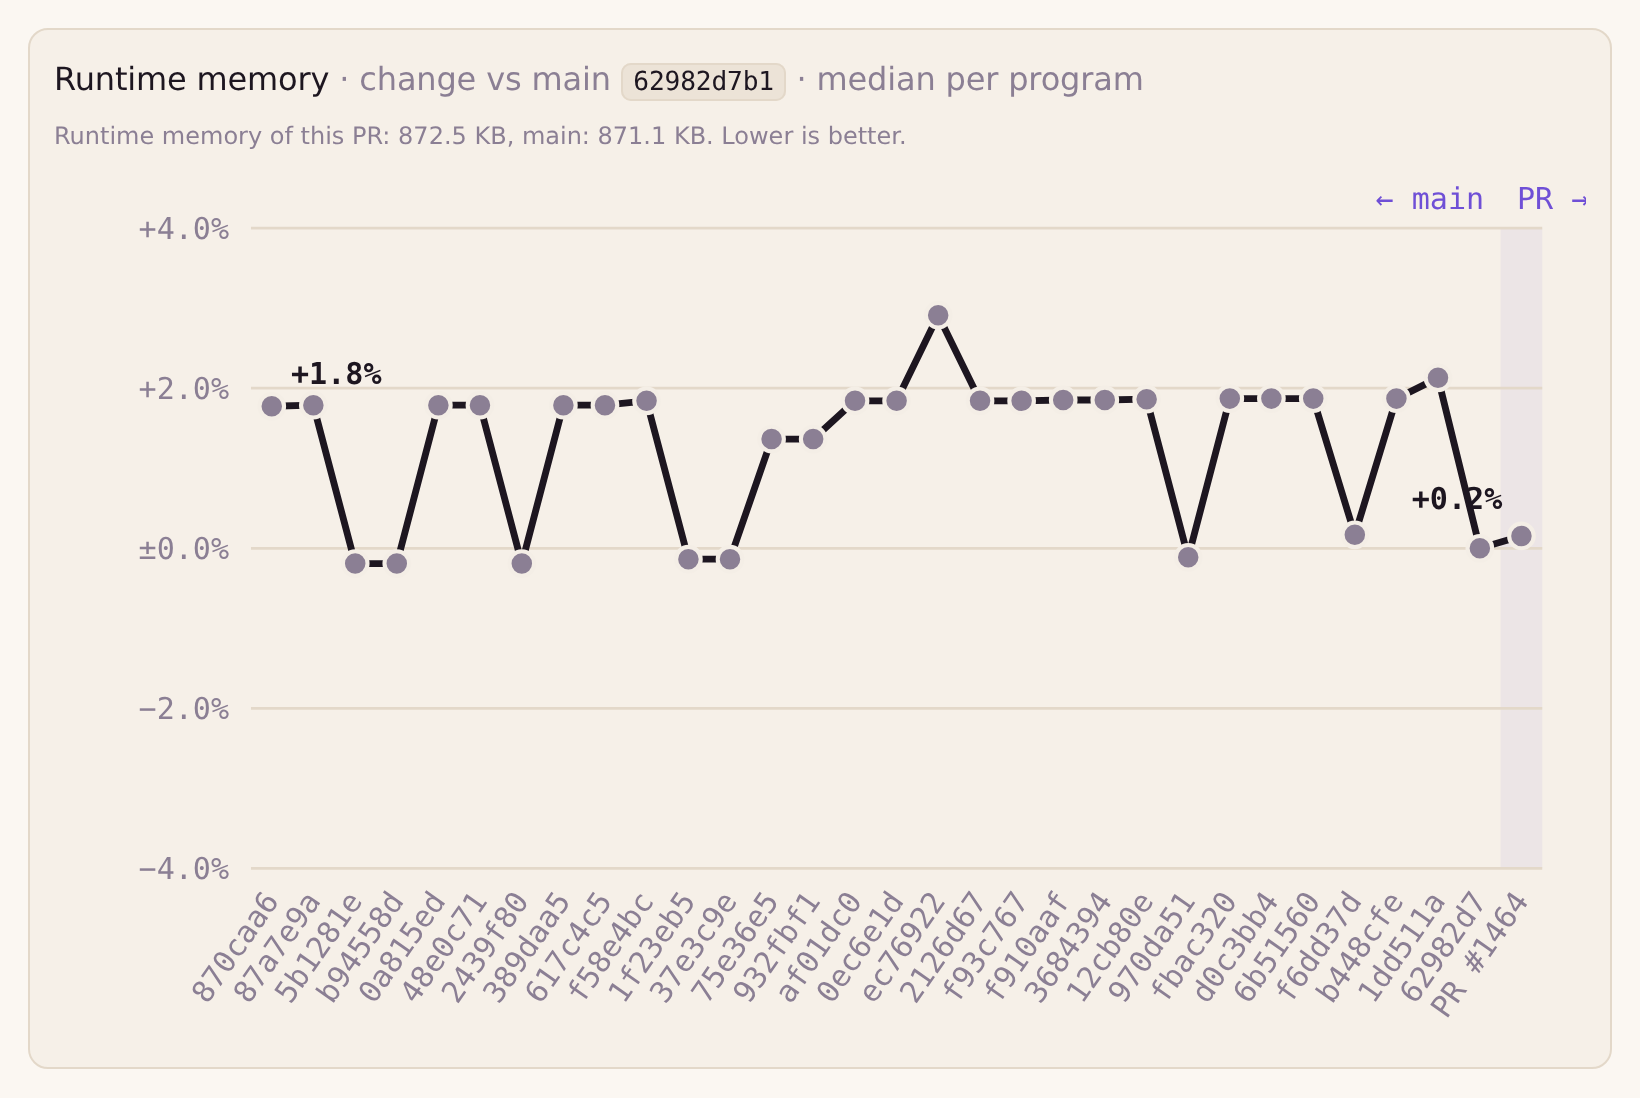 Runtime memory · change vs main 62982d7b1 · median per program
Runtime memory of this PR: 872.5 KB, main: 871.1 KB. Lower is better.
← main PR →
+4.0%
+2.0%
±0.0%
−2.0%
−4.0%
+1.8%
+0.2%
870caa6
87a7e9a
5b1281e
b94558d
0a815ed
48e0c71
2439f80
389daa5
617c4c5
f58e4bc
1f23eb5
37e3c9e
75e36e5
932fbf1
af01dc0
0ec6e1d
ec76922
2126d67
f93c767
f910aaf
3684394
12cb80e
970da51
fbac320
d0c3bb4
6b51560
f6dd37d
b448cfe
1dd511a
62982d7
PR #1464